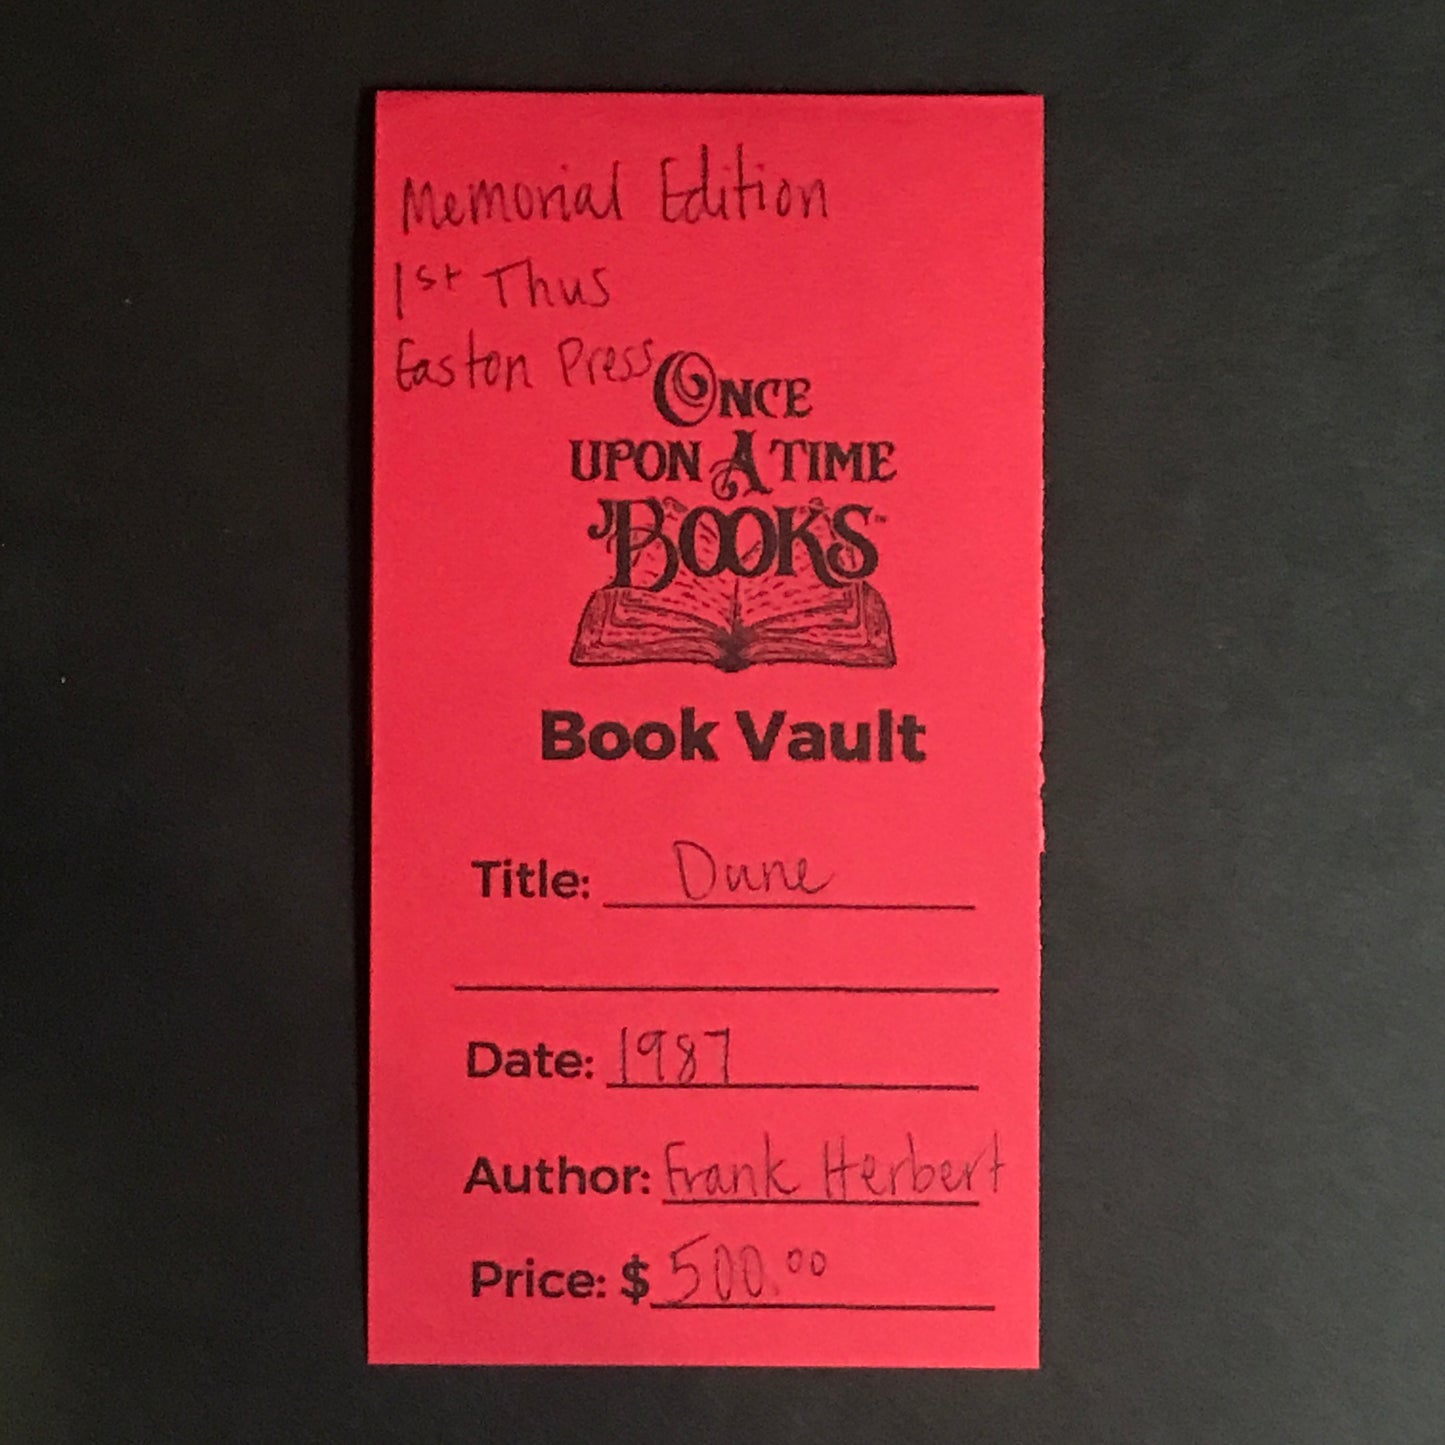 Memorial Edition
1st Thus
Easton Press
ONCE
UPON A TIME
BOOKS™
Book Vault
Title: Dune
Date: 1987
Author: Frank Herbert
Price: $500.00